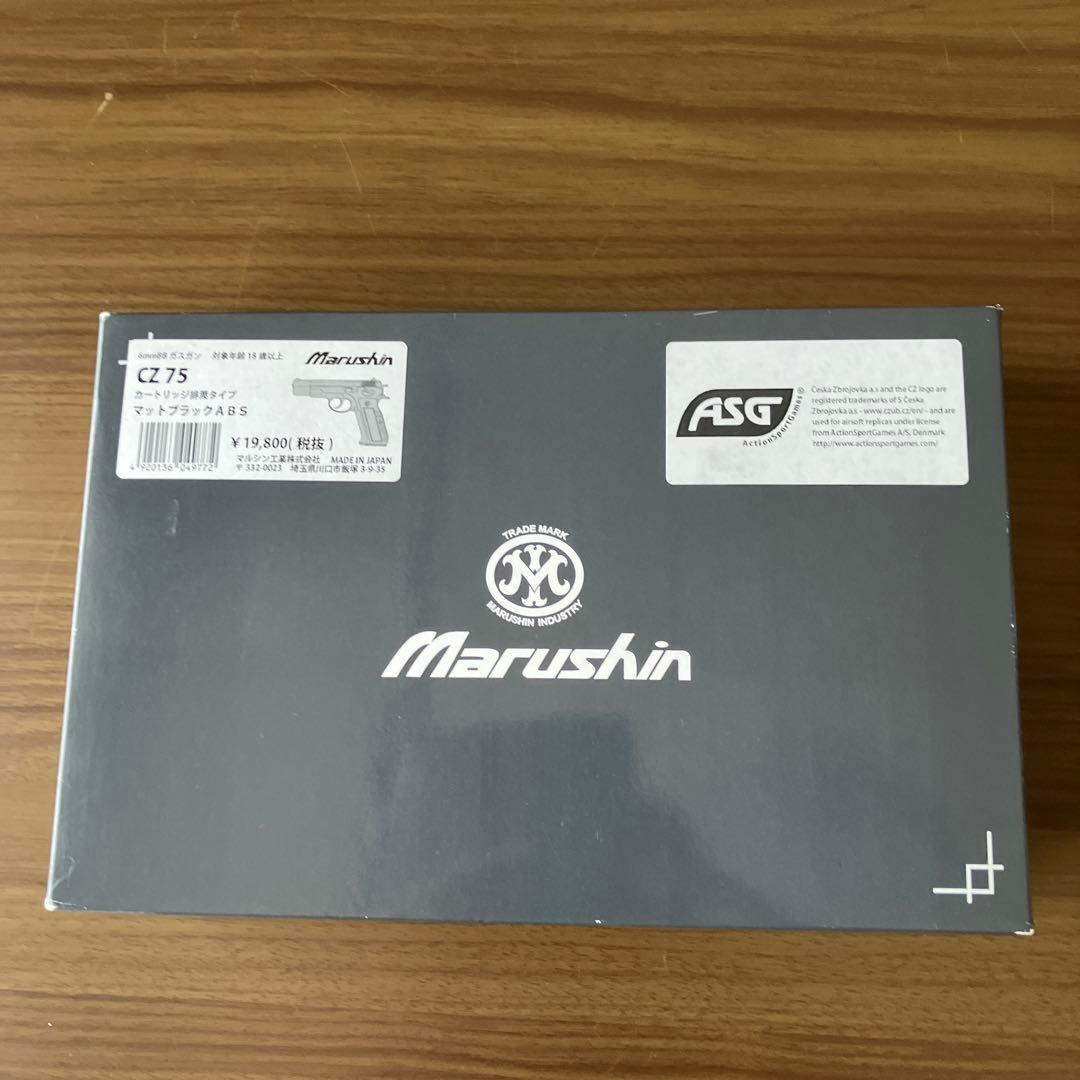 6mmBB ガスガン 対象年齢 18 歳以上
Marushin
CZ 75
カートリッジ排莢タイプ
マットブラックABS
￥19,800(税抜)
4920136049772
マルシン工業株式会社 MADE IN JAPAN
〒332-0023 埼玉県川口市飯塚 3-9-35
ASG®
ActionSportGames
Ceska Zbrojovka a.s and the CZ logo are
registered trademarks of S Ceska
Zbrojovka a.s - www.czub.cz/en/ - and are
used for airsoft replicas under license
from ActionSportGames A/S, Denmark
http://www.actionsportgames.com/
TRADE MARK
M
MARUSHIN INDUSTRY
Marushin